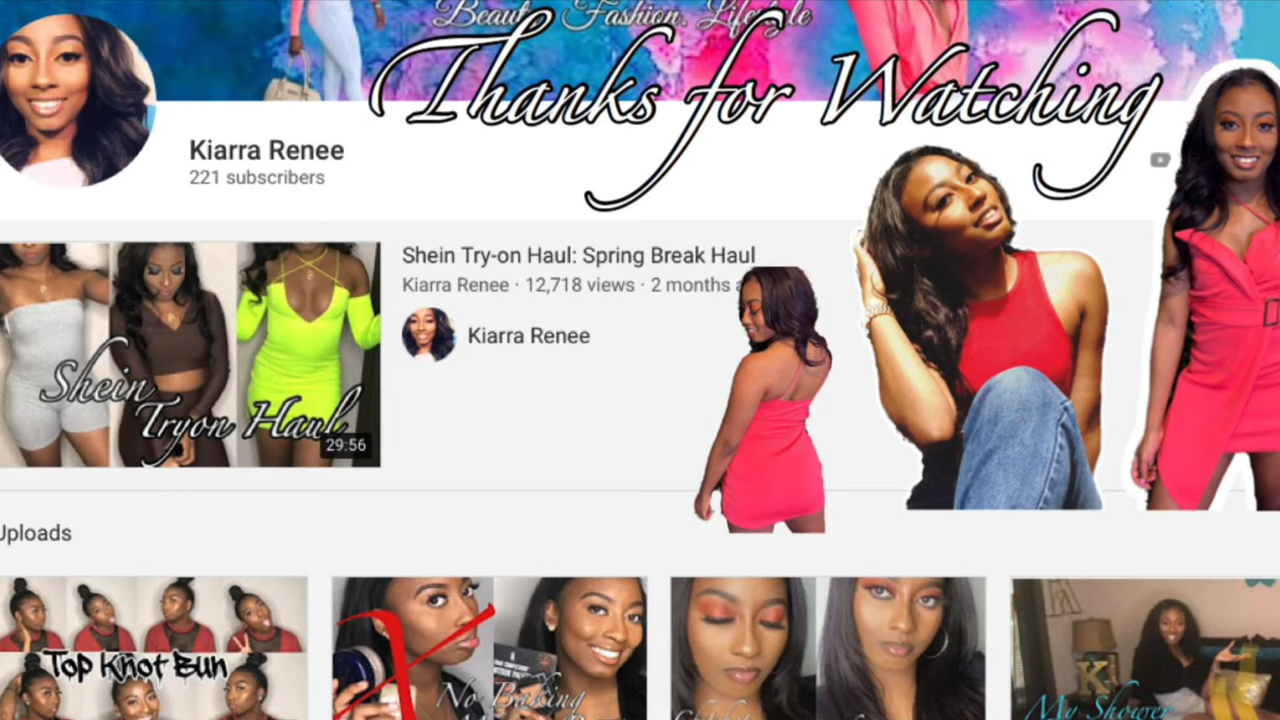 Beauty. Fashion. Lifestyle
Thanks for Watching
Kiarra Renee
221 subscribers
Shein Try-on Haul: Spring Break Haul
Kiarra Renee · 12,718 views · 2 months a
Kiarra Renee
Shein
Tryon Haul
29:56
Uploads
Top Knot Bun
No Baking
My Shower
K